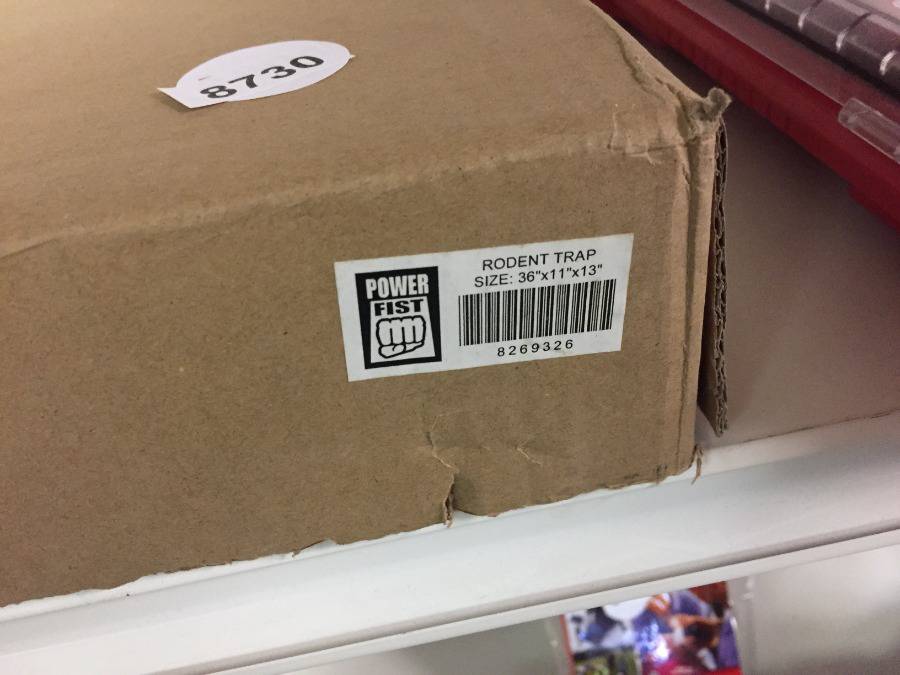 8730
POWER
FIST
RODENT TRAP
SIZE: 36"x11"x13"
8269326